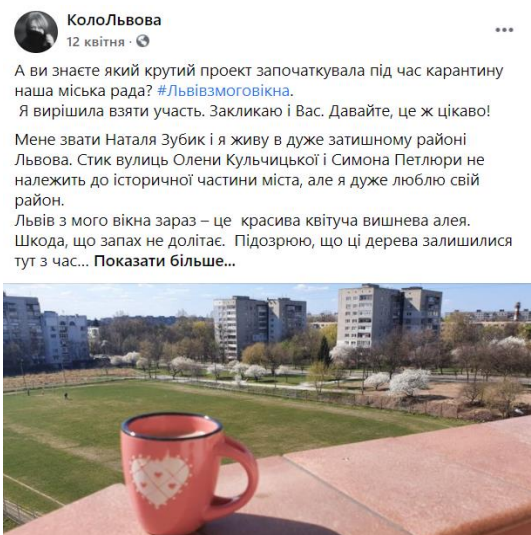 КолоЛьвова
12 квітня ·
А ви знаєте який крутий проект започаткувала під час карантину
наша міська рада? #Львівзмоговікна.
Я вирішила взяти участь. Закликаю і Вас. Давайте, це ж цікаво!
Мене звати Наталя Зубик і я живу в дуже затишному районі
Львова. Стик вулиць Олени Кульчицької і Симона Петлюри не
належить до історичної частини міста, але я дуже люблю свій
район.
Львів з мого вікна зараз – це красива квітуча вишнева алея.
Шкода, що запах не долітає. Підозрюю, що ці дерева залишилися
тут з час... Показати більше...